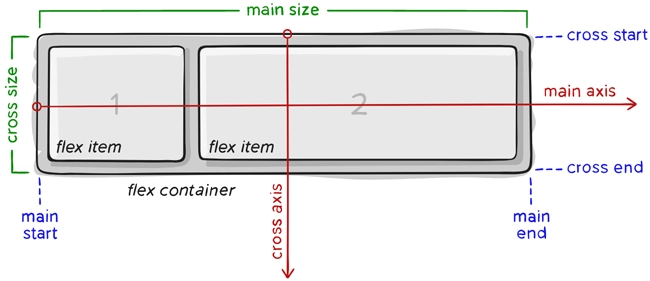 main size
cross start
cross size
1
2
main axis
flex item
flex item
cross end
flex container
cross axis
main
start
main
end